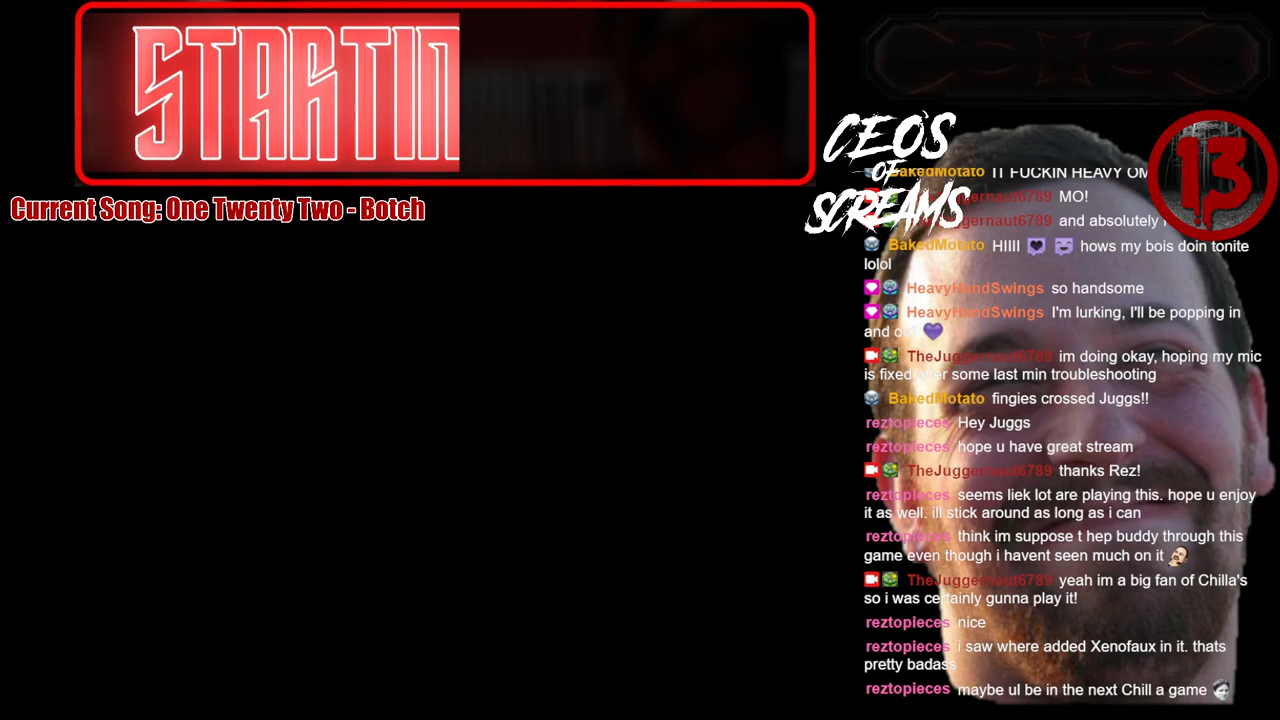 STARTIN
Current Song: One Twenty Two - Botch
CEO'S
OF
SCREAMS
13
BakedMotato IT FUCKIN HEAVY OM
MO!
and absolutely
BakedMotato HIIII hows my bois doin tonite
lolol
HeavyHandSwings so handsome
HeavyHandSwings I'm lurking, I'll be popping in
and out
TheJuggernaut6789 im doing okay, hoping my mic
is fixed after some last min troubleshooting
BakedMotato fingies crossed Juggs!!
reztopieces Hey Juggs
reztopieces hope u have great stream
TheJuggernaut6789 thanks Rez!
reztopieces seems liek lot are playing this. hope u enjoy
it as well. ill stick around as long as i can
reztopieces think im suppose t hep buddy through this
game even though i havent seen much on it
TheJuggernaut6789 yeah im a big fan of Chilla's
so i was certainly gunna play it!
reztopieces nice
reztopieces i saw where added Xenofaux in it. thats
pretty badass
reztopieces maybe ul be in the next Chill a game